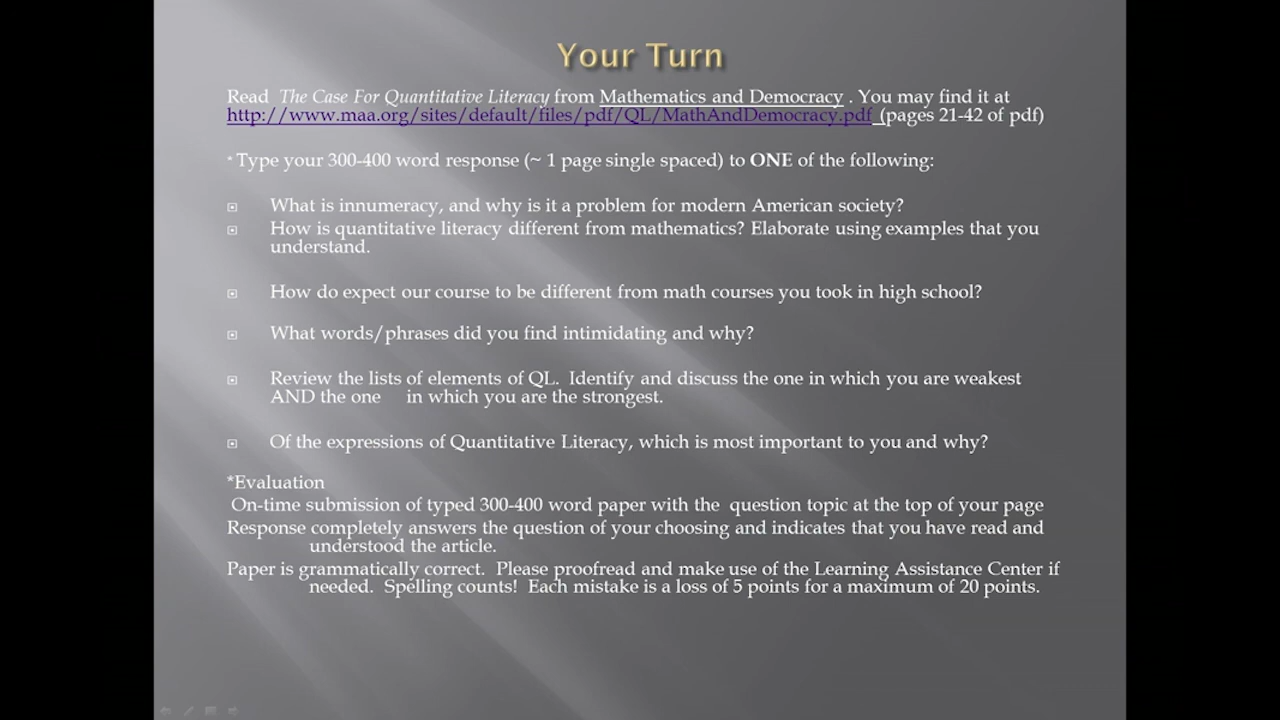 Your Turn
Read The Case For Quantitative Literacy from Mathematics and Democracy . You may find it at
http://www.maa.org/sites/default/files/pdf/QL/MathAndDemocracy.pdf (pages 21-42 of pdf)
* Type your 300-400 word response (~ 1 page single spaced) to ONE of the following:
What is innumeracy, and why is it a problem for modern American society?
How is quantitative literacy different from mathematics? Elaborate using examples that you
understand.
How do expect our course to be different from math courses you took in high school?
What words/phrases did you find intimidating and why?
Review the lists of elements of QL. Identify and discuss the one in which you are weakest
AND the one in which you are the strongest.
Of the expressions of Quantitative Literacy, which is most important to you and why?
*Evaluation
On-time submission of typed 300-400 word paper with the question topic at the top of your page
Response completely answers the question of your choosing and indicates that you have read and
understood the article.
Paper is grammatically correct. Please proofread and make use of the Learning Assistance Center if
needed. Spelling counts! Each mistake is a loss of 5 points for a maximum of 20 points.